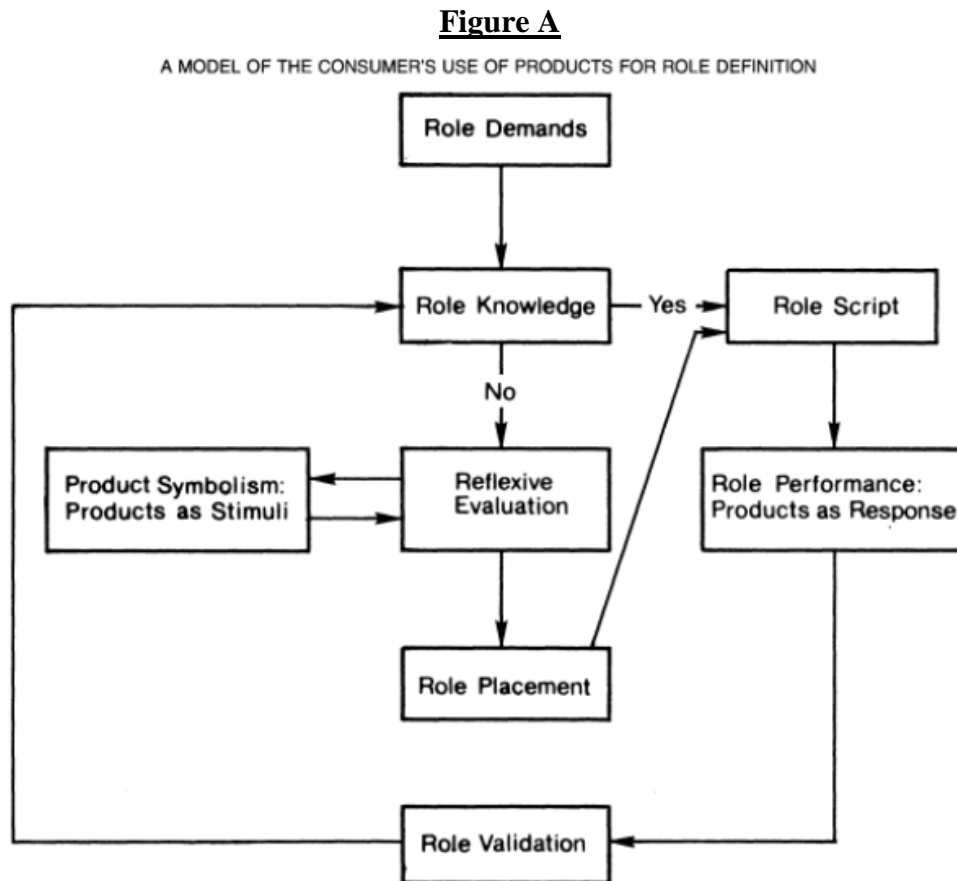 Figure A
A MODEL OF THE CONSUMER'S USE OF PRODUCTS FOR ROLE DEFINITION
Role Demands
Role Knowledge
Yes
Role Script
No
Product Symbolism:
Products as Stimuli
Reflexive
Evaluation
Role Performance:
Products as Response
Role Placement
Role Validation